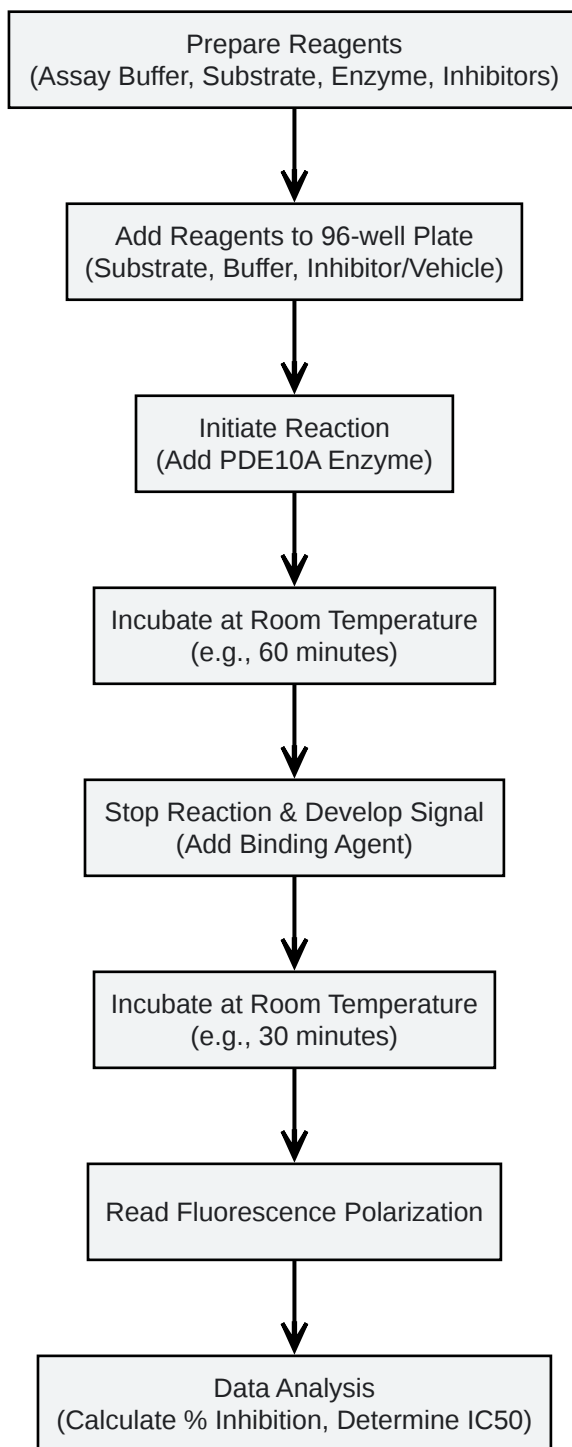 Prepare Reagents
(Assay Buffer, Substrate, Enzyme, Inhibitors)
Add Reagents to 96-well Plate
(Substrate, Buffer, Inhibitor/Vehicle)
Initiate Reaction
(Add PDE10A Enzyme)
Incubate at Room Temperature
(e.g., 60 minutes)
Stop Reaction & Develop Signal
(Add Binding Agent)
Incubate at Room Temperature
(e.g., 30 minutes)
Read Fluorescence Polarization
Data Analysis
(Calculate % Inhibition, Determine IC50)